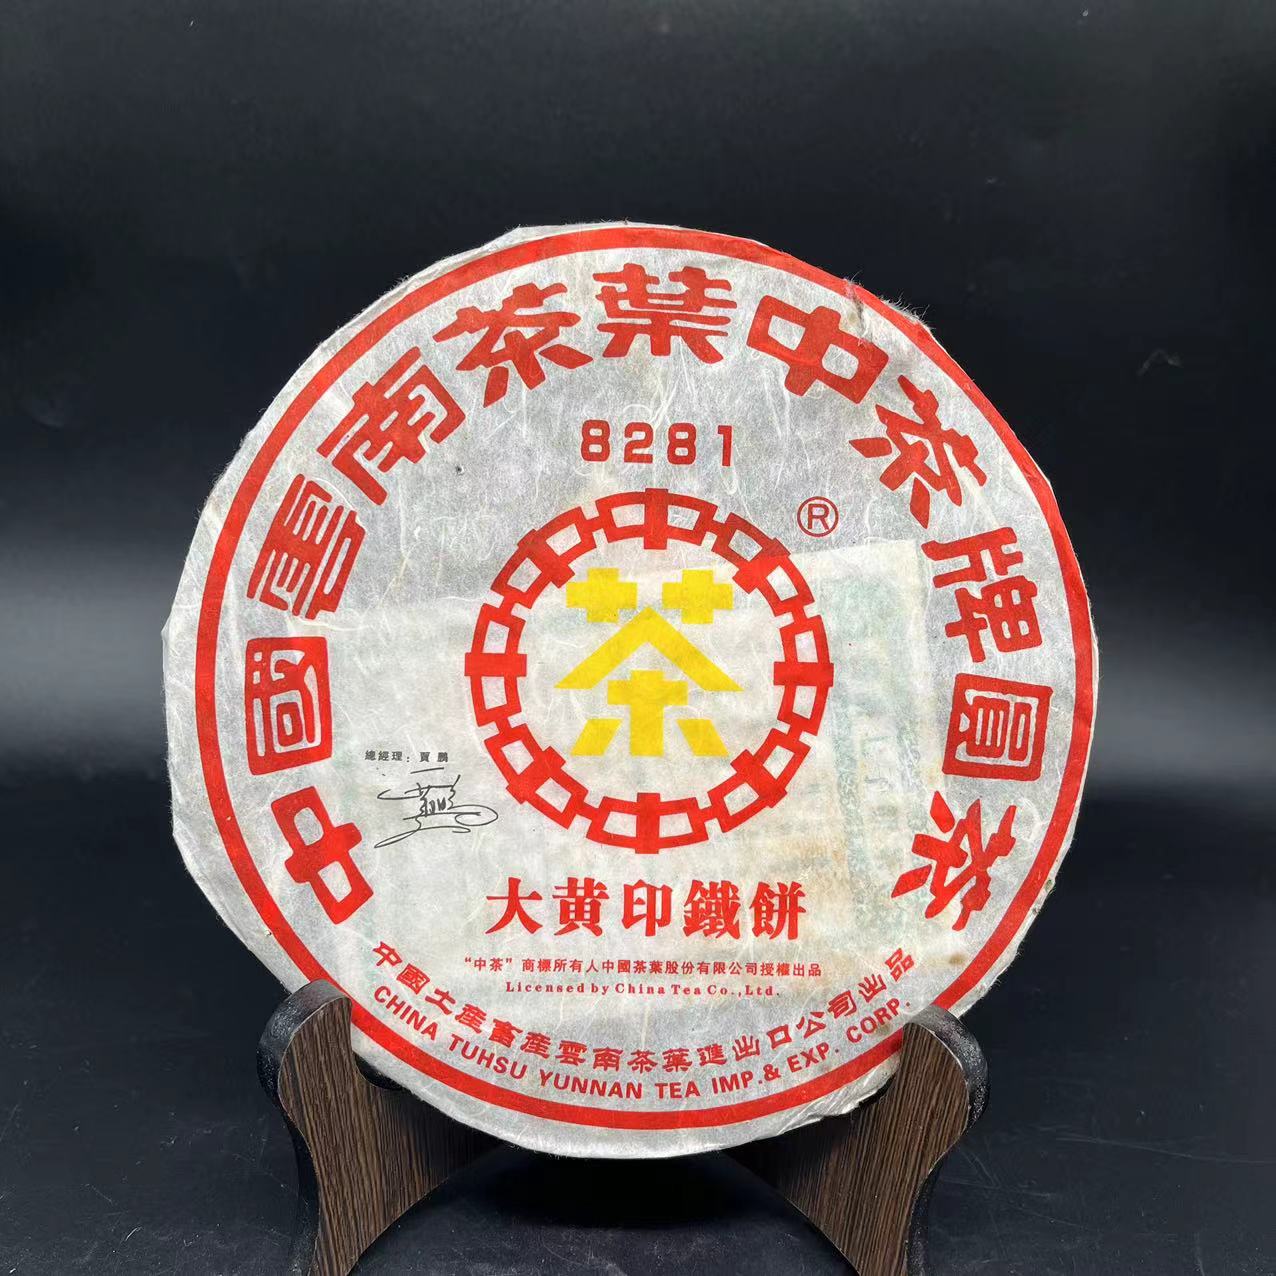 中國雲南茶葉中茶牌圓茶
8281
®
茶
總經理：賈鵬
大黄印鐵餅
“中茶”商標所有人中國茶葉股份有限公司授權出品
Licensed by China Tea Co.,Ltd.
中國土產畜產雲南茶葉進出口公司出品
CHINA TUHSU YUNNAN TEA IMP.& EXP. CORP.